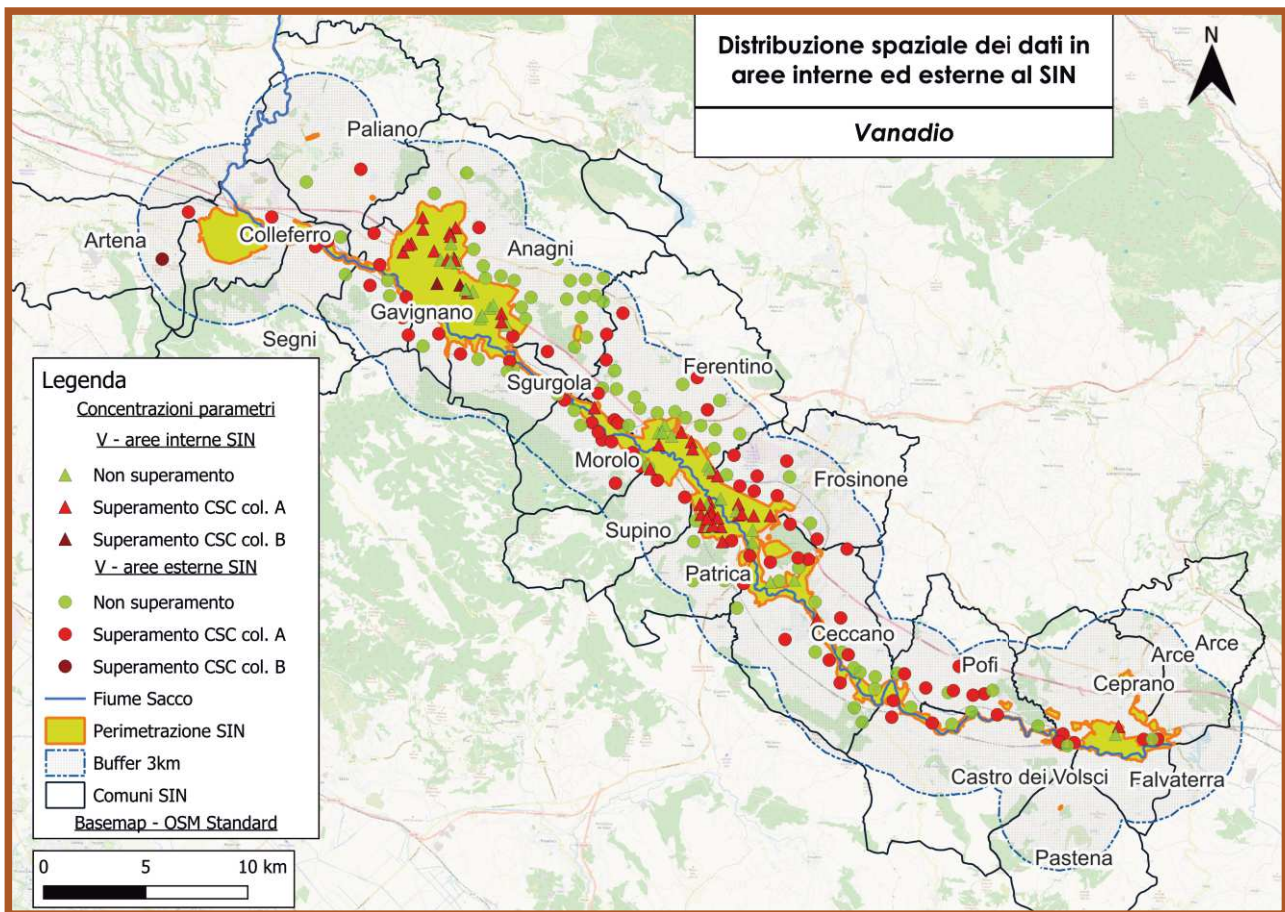 Distribuzione spaziale dei dati in
aree interne ed esterne al SIN
Vanadio
N
Paliano
Artena
Colleferro
Anagni
Gavignano
Segni
Sgurgola
Ferentino
Morolo
Frosinone
Supino
Patrica
Ceccano
Pofi
Arce
Arce
Ceprano
Castro dei Volsci
Falvaterra
Pastena
Legenda
Concentrazioni parametri
V - aree interne SIN
Non superamento
Superamento CSC col. A
Superamento CSC col. B
V - aree esterne SIN
Non superamento
Superamento CSC col. A
Superamento CSC col. B
Fiume Sacco
Perimetrazione SIN
Buffer 3km
Comuni SIN
Basemap - OSM Standard
0 5 10 km